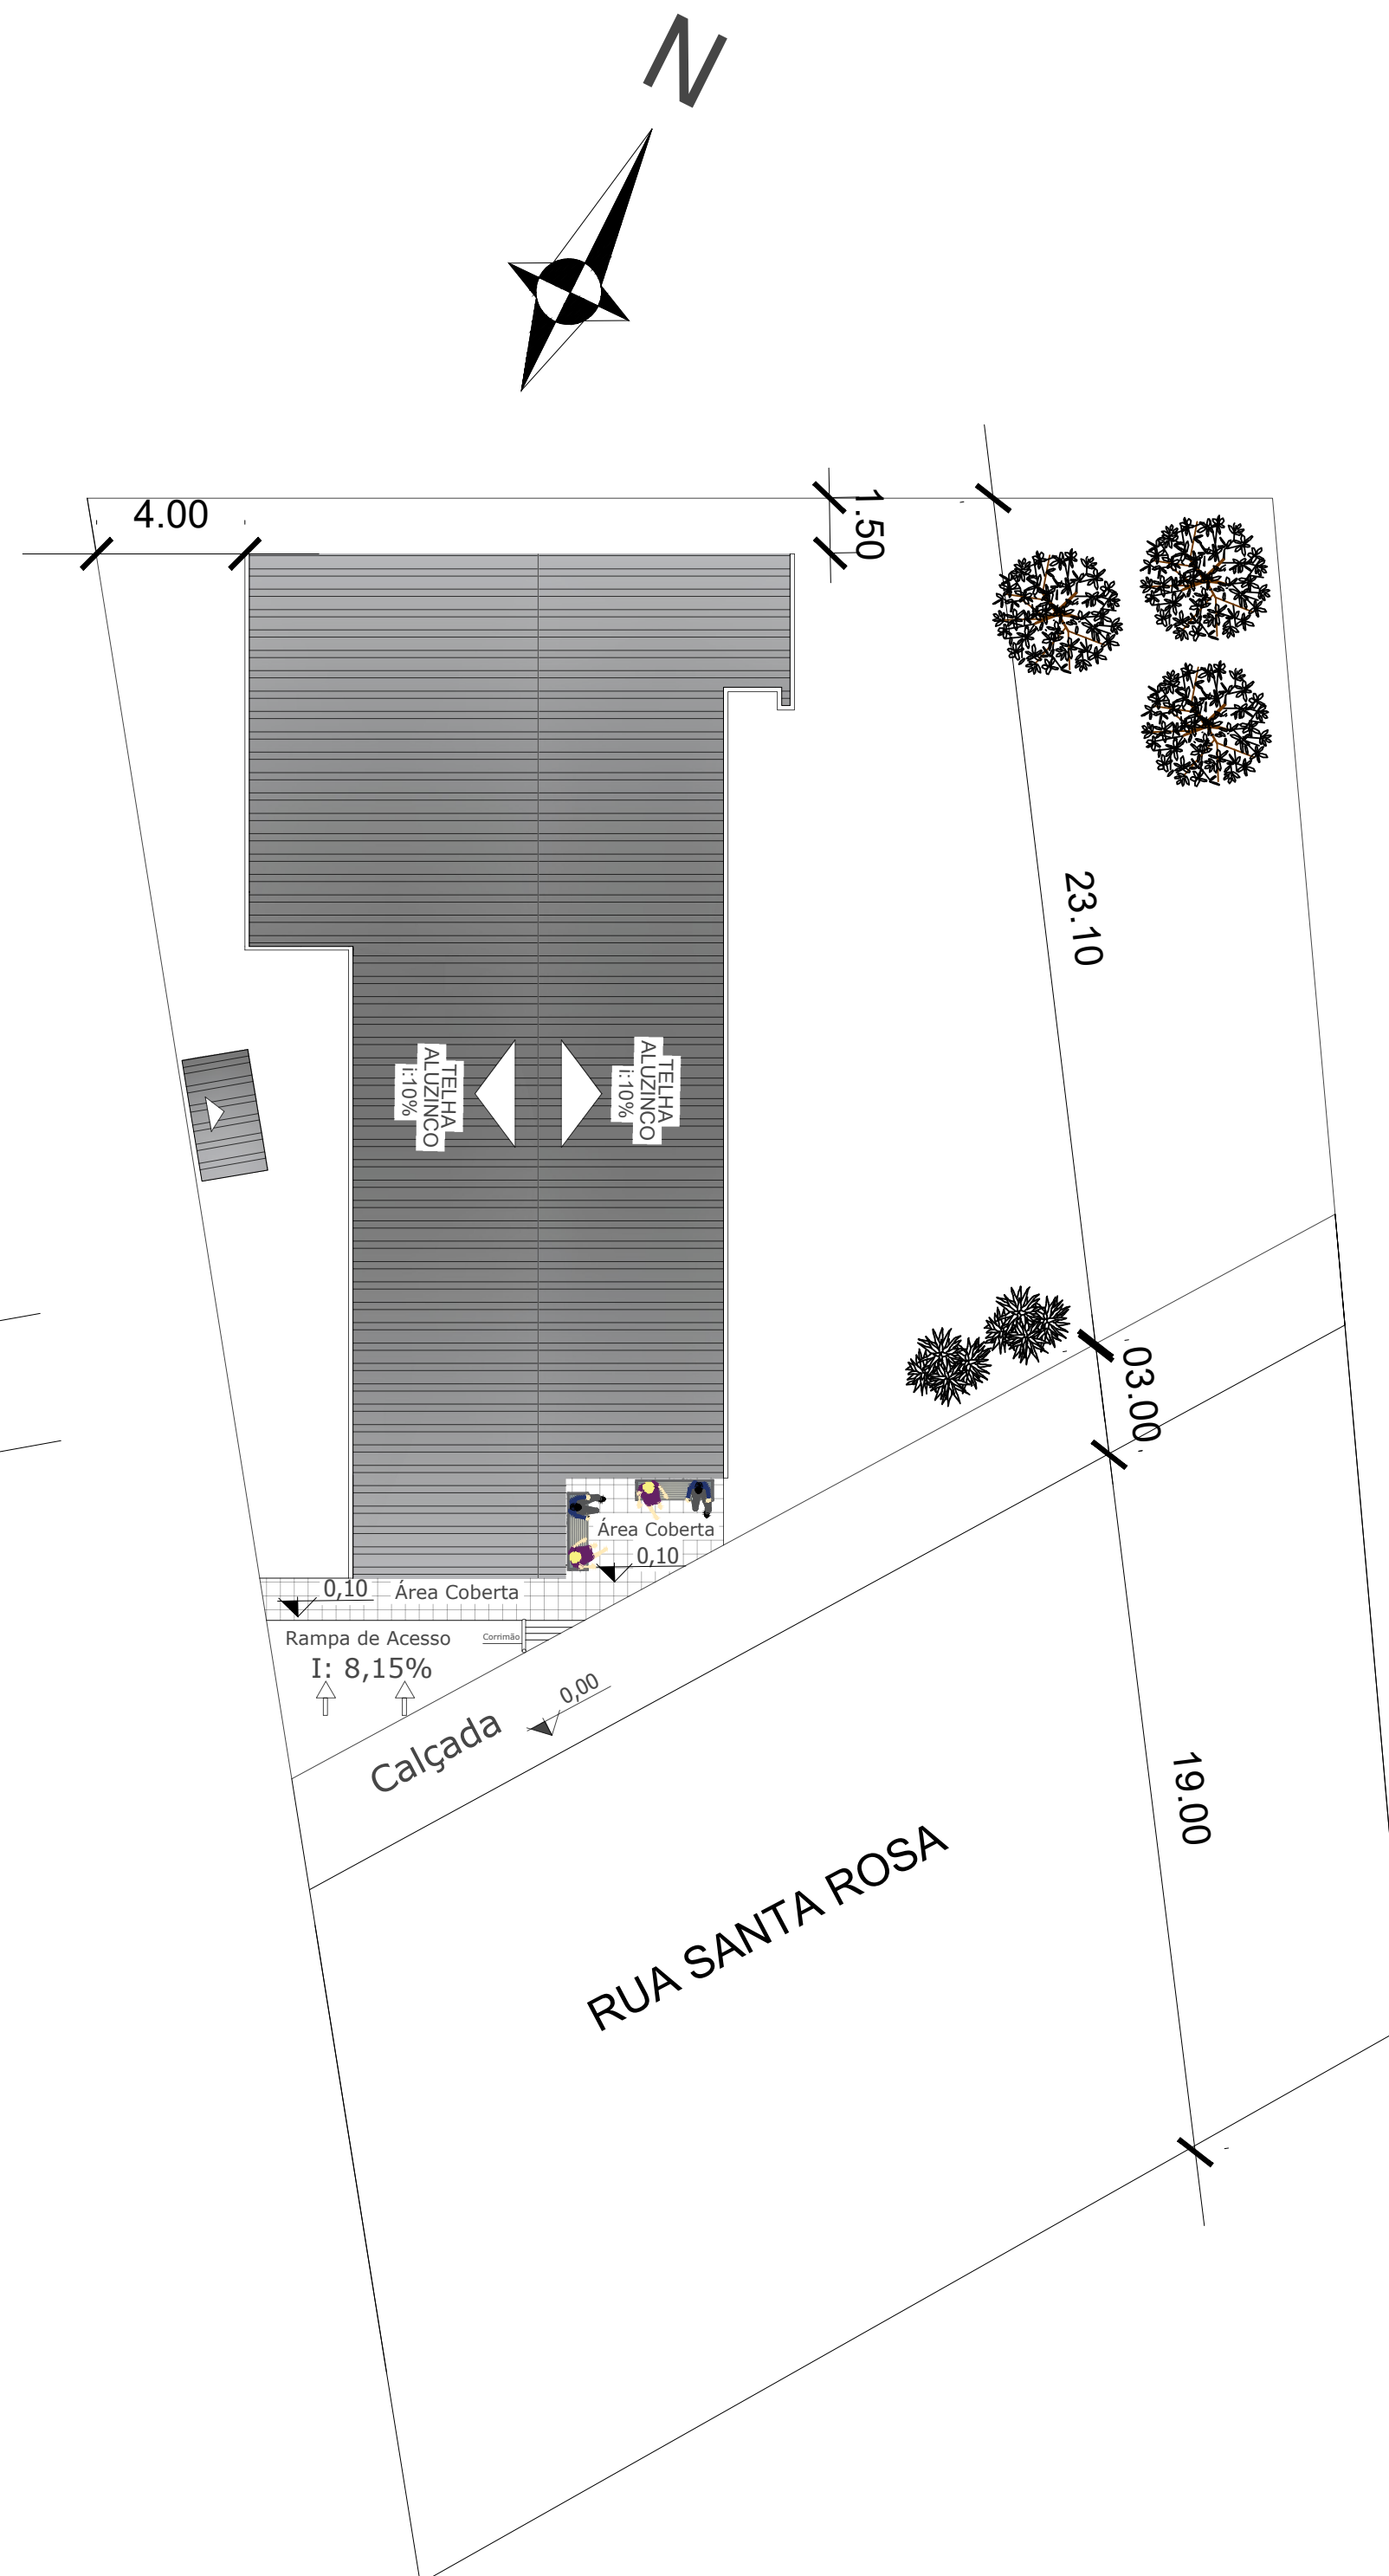 N
4.00
1.50
23.10
TELHA
ALUZINCO
i:10%
TELHA
ALUZINCO
i:10%
03.00
Área Coberta
0,10
0,10
Área Coberta
Rampa de Acesso
Corrimão
I: 8,15%
0,00
Calçada
19.00
RUA SANTA ROSA